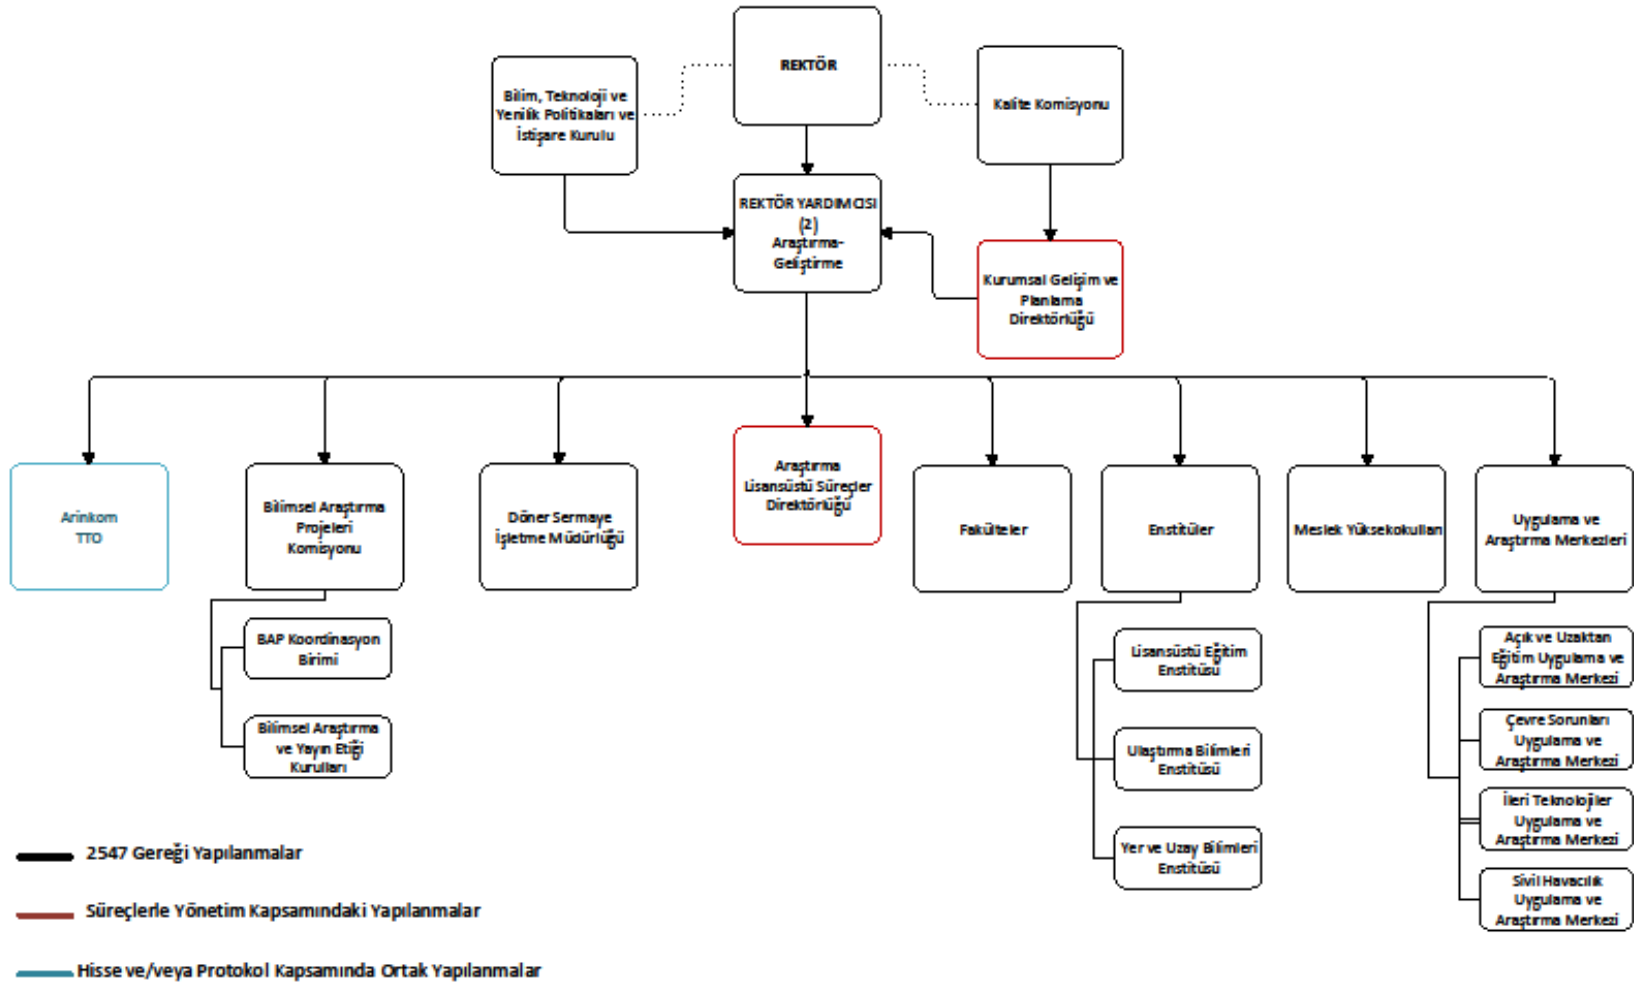 REKTÖR
Bilim, Teknoloji ve
Yenilik Politikaları ve
İstişare Kurulu
Kalite Komisyonu
REKTÖR YARDIMCISI
(2)
Araştırma-
Geliştirme
Kurumsal Gelişim ve
Planlama
Direktörlüğü
Arinkom
TTO
Bilimsel Araştırma
Projeleri
Komisyonu
Döner Sermaye
İşletme Müdürlüğü
Araştırma
Lisansüstü Süreçler
Direktörlüğü
Fakülteler
Enstitüler
Meslek Yüksekokulları
Uygulama ve
Araştırma Merkezleri
BAP Koordinasyon
Birimi
Bilimsel Araştırma
ve Yayın Etiği
Kurulları
Lisansüstü Eğitim
Enstitüsü
Ulaştırma Bilimleri
Enstitüsü
Yer ve Uzay Bilimleri
Enstitüsü
Açık ve Uzaktan
Eğitim Uygulama ve
Araştırma Merkezi
Çevre Sorunları
Uygulama ve
Araştırma Merkezi
İleri Teknolojiler
Uygulama ve
Araştırma Merkezi
Sivil Havacılık
Uygulama ve
Araştırma Merkezi
2547 Gereği Yapılanmalar
Süreçlerle Yönetim Kapsamındaki Yapılanmalar
Hisse ve/veya Protokol Kapsamında Ortak Yapılanmalar